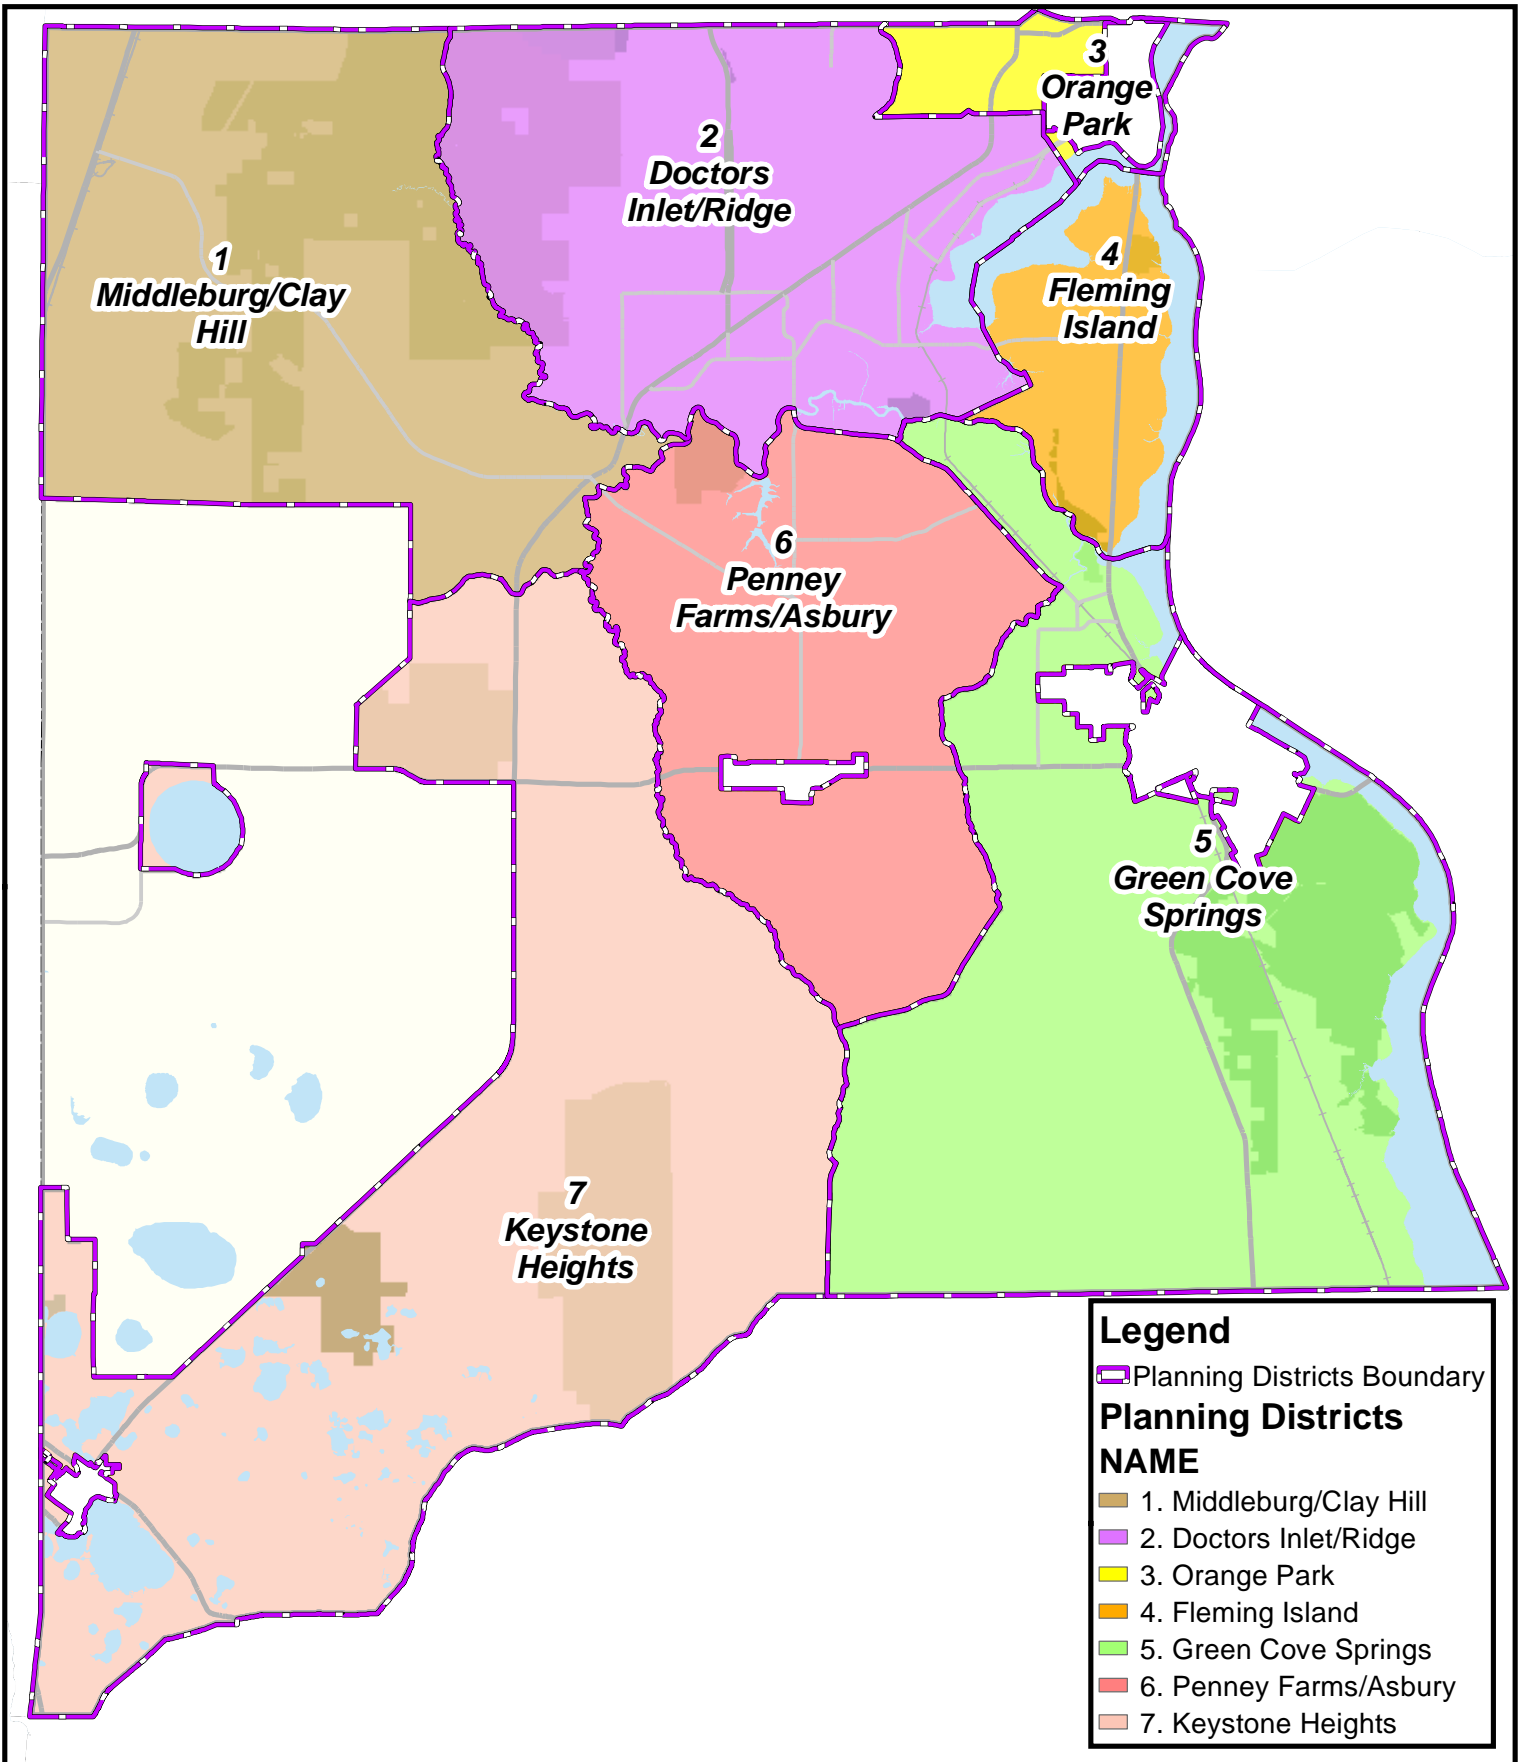 3
Orange
Park
2
Doctors
Inlet/Ridge
1
Middleburg/Clay
Hill
4
Fleming
Island
6
Penney
Farms/Asbury
5
Green Cove
Springs
7
Keystone
Heights
Legend
Planning Districts Boundary
Planning Districts
NAME
1. Middleburg/Clay Hill
2. Doctors Inlet/Ridge
3. Orange Park
4. Fleming Island
5. Green Cove Springs
6. Penney Farms/Asbury
7. Keystone Heights